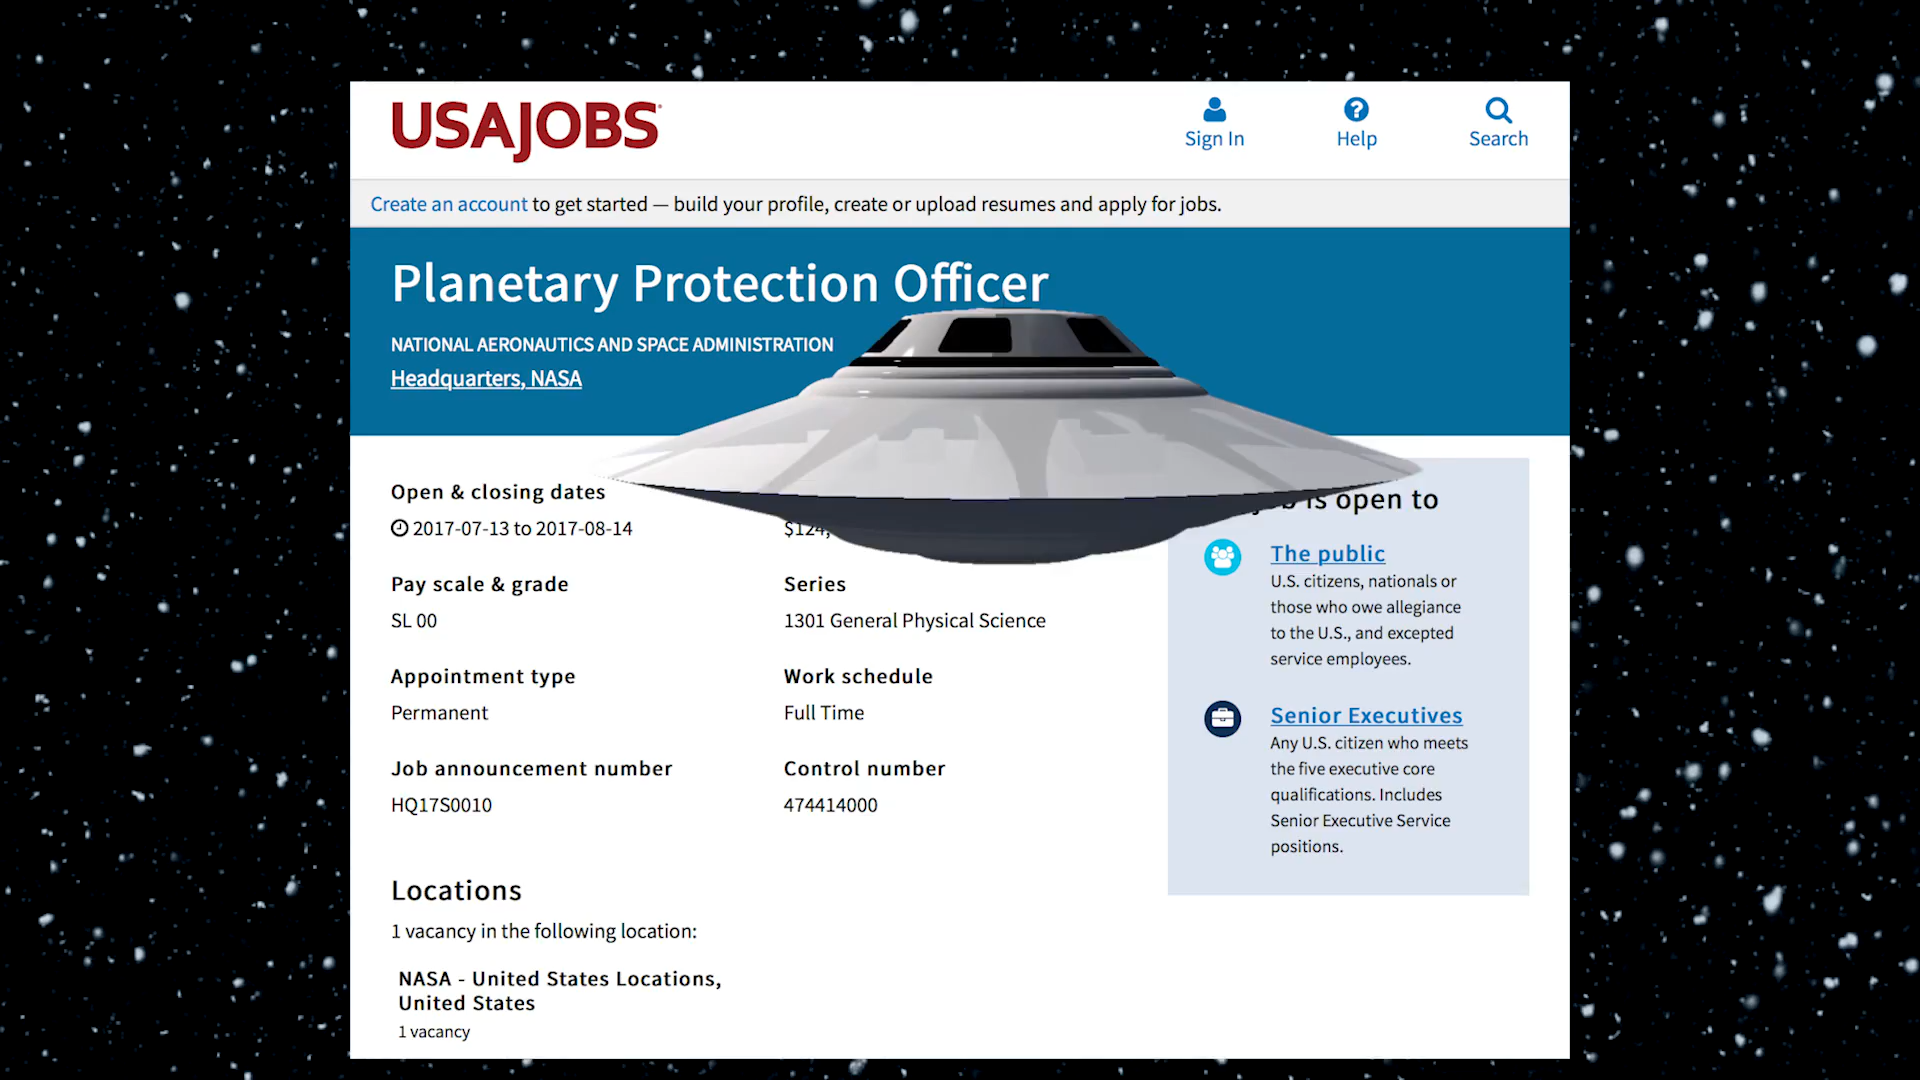 USAJOBS
Sign In
Help
Search
Create an account to get started — build your profile, create or upload resumes and apply for jobs.
Planetary Protection Officer
NATIONAL AERONAUTICS AND SPACE ADMINISTRATION
Headquarters, NASA
Open & closing dates
2017-07-13 to 2017-08-14
$124,
Pay scale & grade
SL 00
Series
1301 General Physical Science
Appointment type
Permanent
Work schedule
Full Time
Job announcement number
HQ17S0010
Control number
474414000
Locations
1 vacancy in the following location:
NASA - United States Locations,
United States
1 vacancy
is open to
The public
U.S. citizens, nationals or
those who owe allegiance
to the U.S., and excepted
service employees.
Senior Executives
Any U.S. citizen who meets
the five executive core
qualifications. Includes
Senior Executive Service
positions.